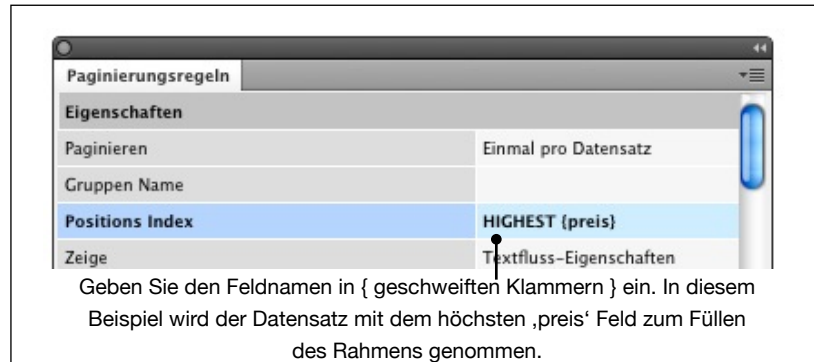 Paginierungsregeln
Eigenschaften
Paginieren Einmal pro Datensatz
Gruppen Name
Positions Index HIGHEST {preis}
Zeige Textfluss-Eigenschaften
Geben Sie den Feldnamen in { geschweiften Klammern } ein. In diesem
Beispiel wird der Datensatz mit dem höchsten ‚preis‘ Feld zum Füllen
des Rahmens genommen.